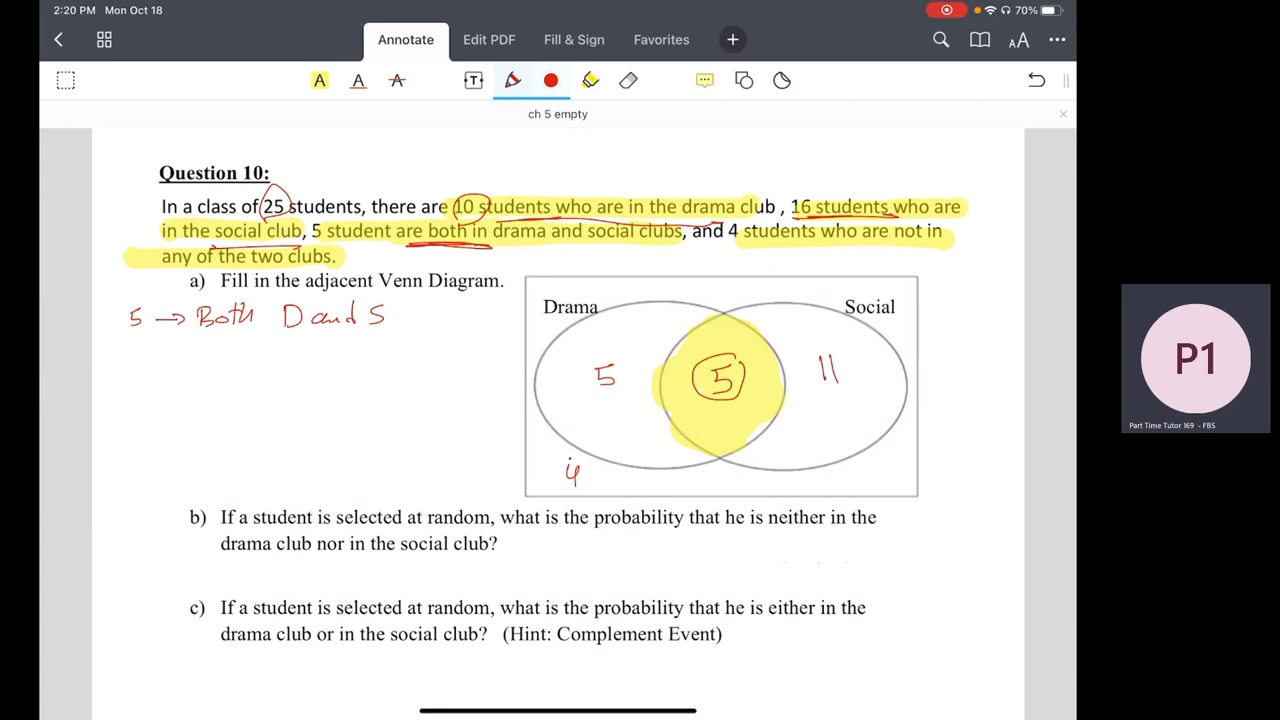 2:20 PM Mon Oct 18
70%
Annotate Edit PDF Fill & Sign Favorites
AA
A A A T
ch 5 empty
Question 10:
In a class of 25 students, there are 10 students who are in the drama club , 16 students who are
in the social club, 5 student are both in drama and social clubs, and 4 students who are not in
any of the two clubs.
a) Fill in the adjacent Venn Diagram.
5 → Both D and S
Drama
Social
5
5
11
4
b) If a student is selected at random, what is the probability that he is neither in the
drama club nor in the social club?
c) If a student is selected at random, what is the probability that he is either in the
drama club or in the social club? (Hint: Complement Event)
P1
Part Time Tutor 169 - FBS